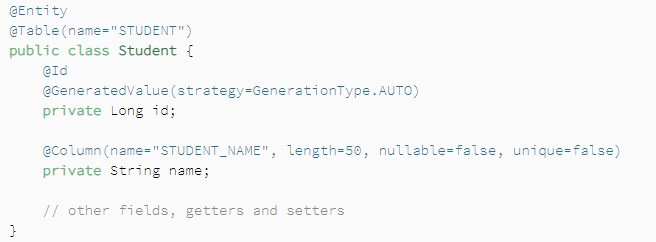 @Entity
@Table(name="STUDENT")
public class Student {
    @Id
    @GeneratedValue(strategy=GenerationType.AUTO)
    private Long id;

    @Column(name="STUDENT_NAME", length=50, nullable=false, unique=false)
    private String name;

    // other fields, getters and setters
}